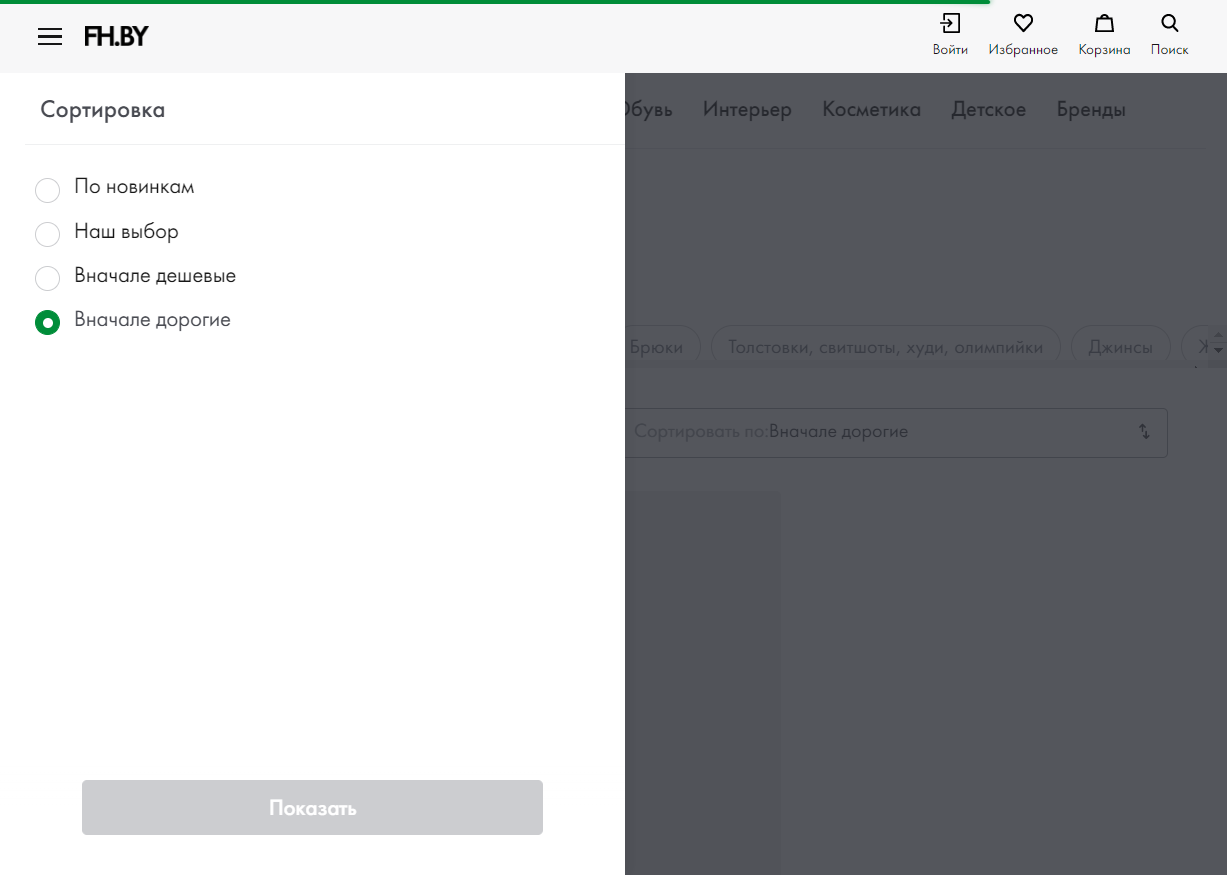 FH.BY
Войти Избранное Корзина Поиск
Сортировка
Обувь Интерьер Косметика Детское Бренды
По новинкам
Наш выбор
Вначале дешевые
Вначале дорогие
Брюки Толстовки, свитшоты, худи, олимпийки Джинсы
Сортировать по:Вначале дорогие
Показать